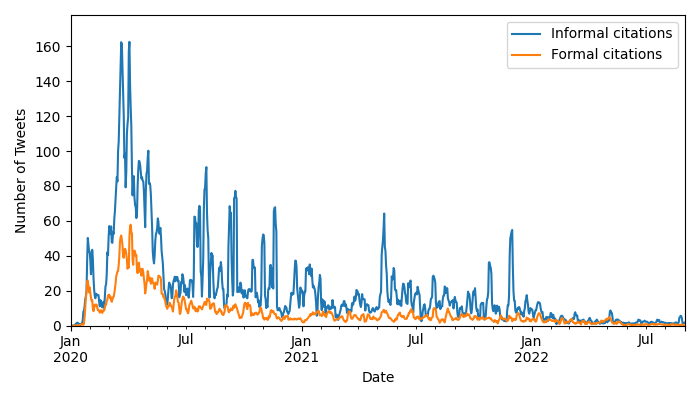 Informal citations
Formal citations
Number of Tweets
160
140
120
100
80
60
40
20
0
Jan
2020
Jul
Jan
2021
Jul
Jan
2022
Jul
Date